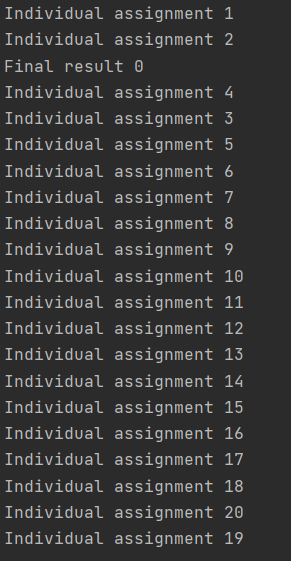 Individual assignment 1
Individual assignment 2
Final result 0
Individual assignment 4
Individual assignment 3
Individual assignment 5
Individual assignment 6
Individual assignment 7
Individual assignment 8
Individual assignment 9
Individual assignment 10
Individual assignment 11
Individual assignment 12
Individual assignment 13
Individual assignment 14
Individual assignment 15
Individual assignment 16
Individual assignment 17
Individual assignment 18
Individual assignment 20
Individual assignment 19